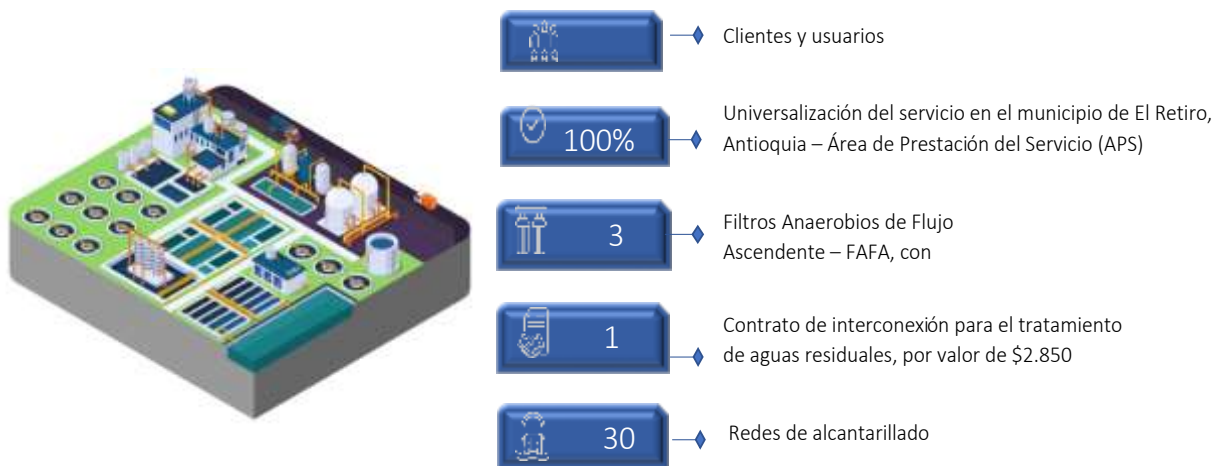 Clientes y usuarios
100%
Universalización del servicio en el municipio de El Retiro,
Antioquia – Área de Prestación del Servicio (APS)
3
Filtros Anaerobios de Flujo
Ascendente – FAFA, con
1
Contrato de interconexión para el tratamiento
de aguas residuales, por valor de $2.850
30
Redes de alcantarillado